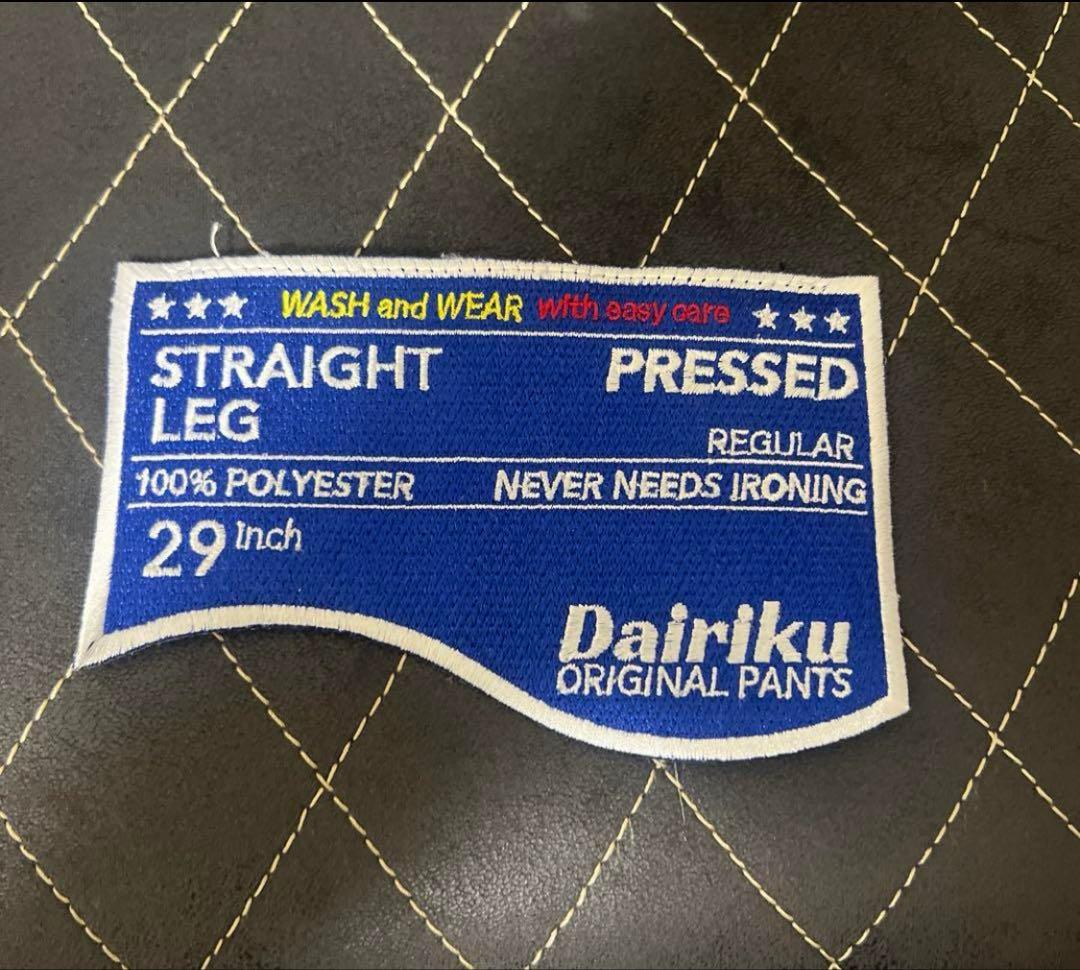 WASH and WEAR with easy care
STRAIGHT LEG
PRESSED
REGULAR
100% POLYESTER NEVER NEEDS IRONING
29 Inch
Dairiku
ORIGINAL PANTS